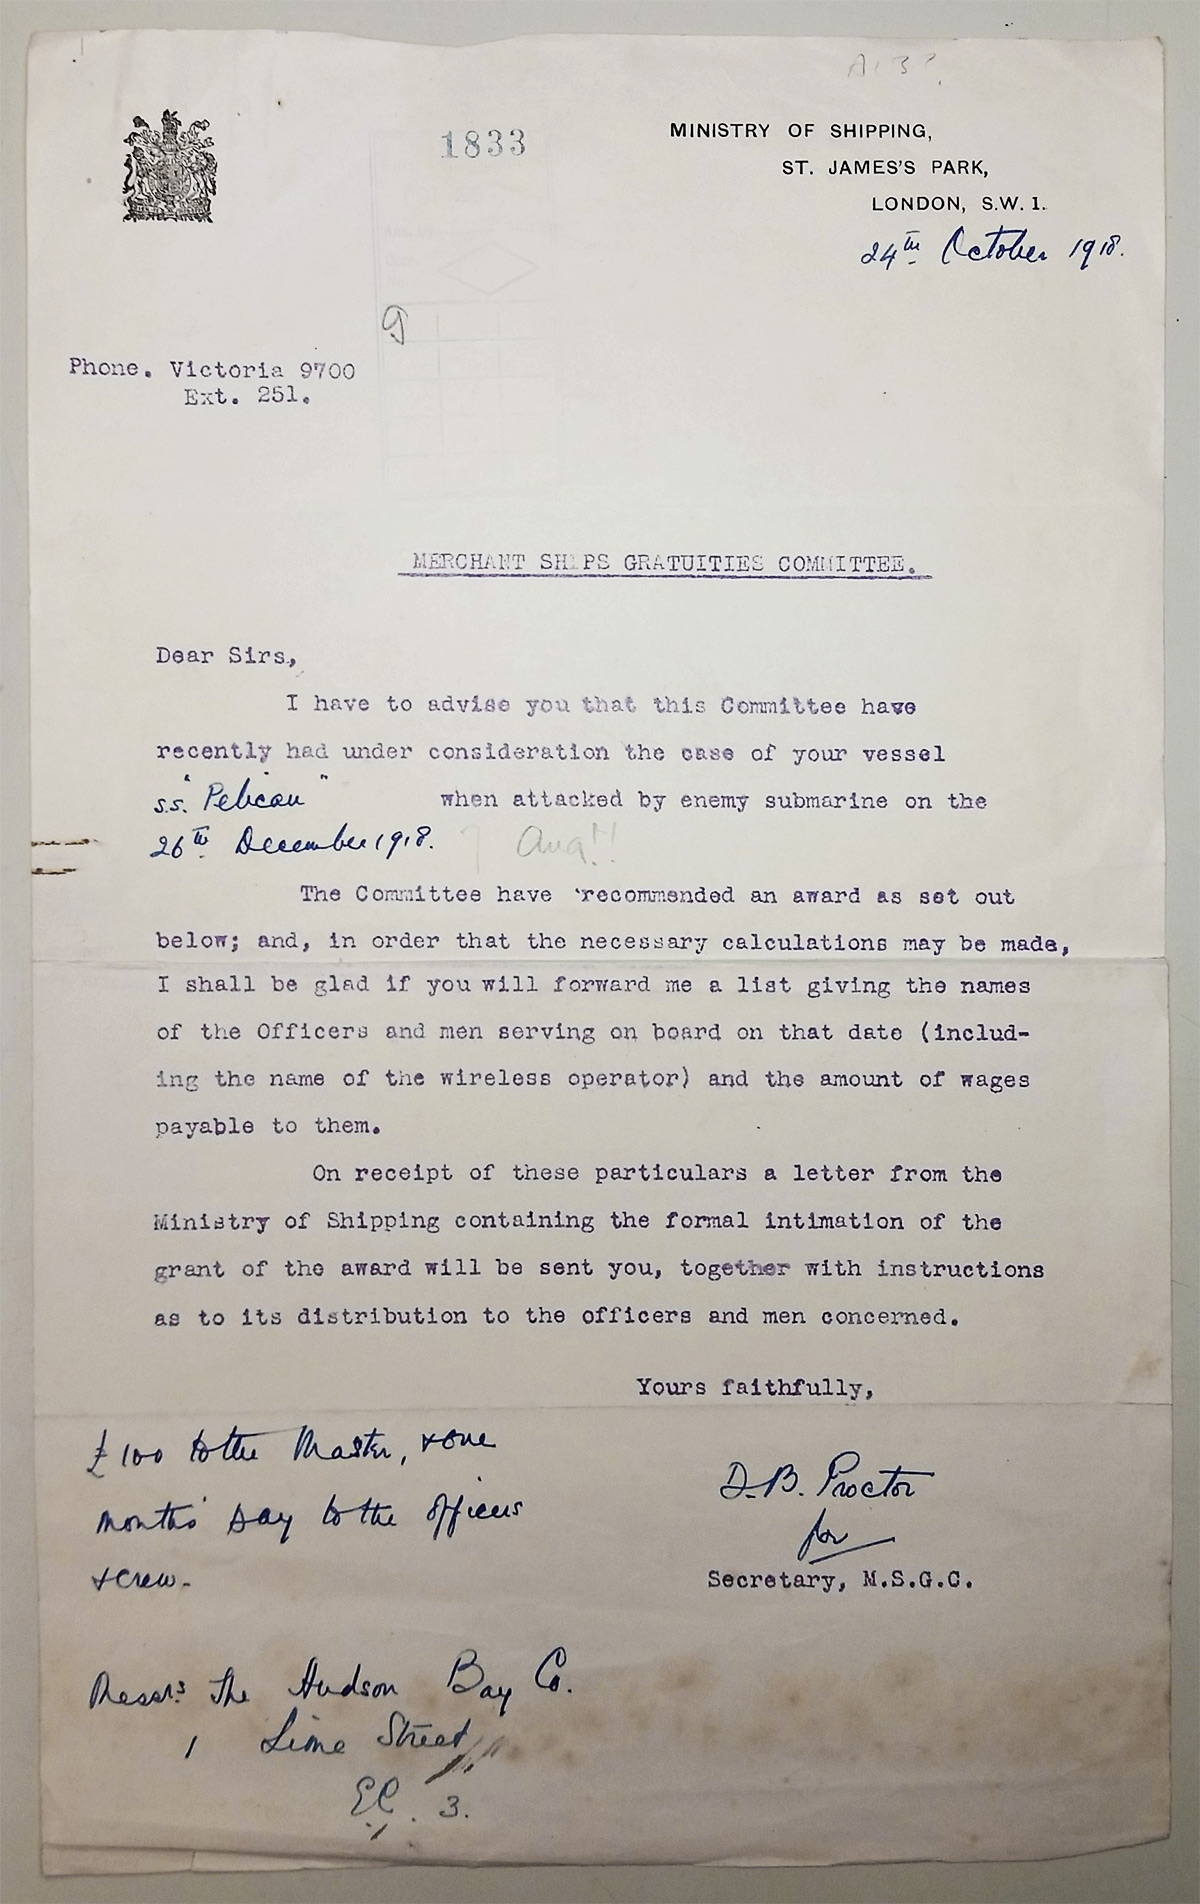 1833
MINISTRY OF SHIPPING,
ST. JAMES'S PARK,
LONDON, S.W. 1.
24th October 1918.
Phone. Victoria 9700
Ext. 251.
MERCHANT SHIPS GRATUITIES COMMITTEE.
Dear Sirs,
I have to advise you that this Committee have
recently had under consideration the case of your vessel
s.s. "Pelican" when attacked by enemy submarine on the
26th December 1918. ? Aug!!
The Committee have recommended an award as set out
below; and, in order that the necessary calculations may be made,
I shall be glad if you will forward me a list giving the names
of the Officers and men serving on board on that date (includ-
ing the name of the wireless operator) and the amount of wages
payable to them.
On receipt of these particulars a letter from the
Ministry of Shipping containing the formal intimation of the
grant of the award will be sent you, together with instructions
as to its distribution to the officers and men concerned.
Yours faithfully,
£100 to the Master, + one
months' pay to the officers
+ crew.
D.B. Proctor
for
Secretary, M.S.G.C.
Messrs The Hudson Bay Co.
1 Lime Street
E.C. 3.